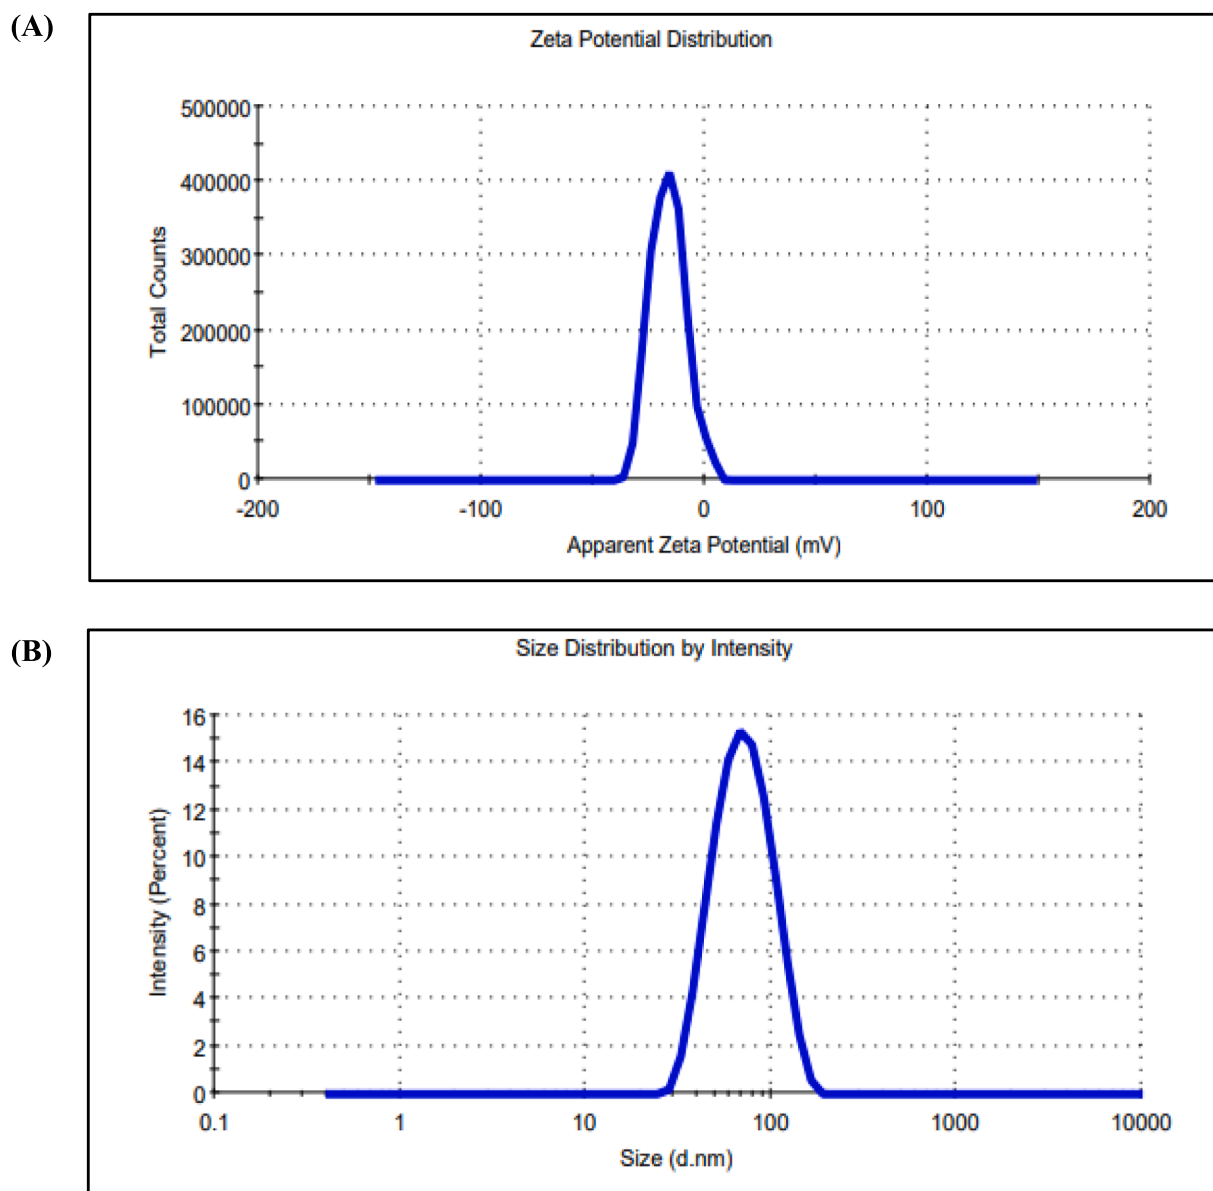 (A)
Zeta Potential Distribution
500000
400000
300000
200000
100000
0
Total Counts
-200 -100 0 100 200
Apparent Zeta Potential (mV)
(B)
Size Distribution by Intensity
16
14
12
10
8
6
4
2
0
Intensity (Percent)
0.1 1 10 100 1000 10000
Size (d.nm)